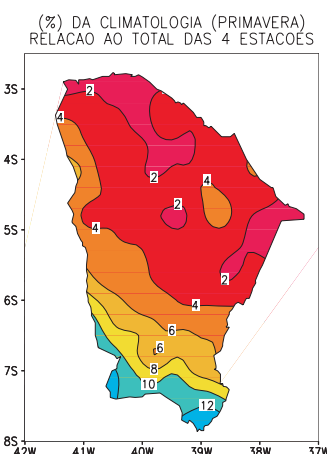 (%) DA CLIMATOLOGIA (PRIMAVERA)
RELACAO AO TOTAL DAS 4 ESTACOES
3S
2
4
4S
2
4
2
5S
4
2
6S
4
6
6
7S
8
10
12
8S
42W 41W 40W 39W 38W 37W